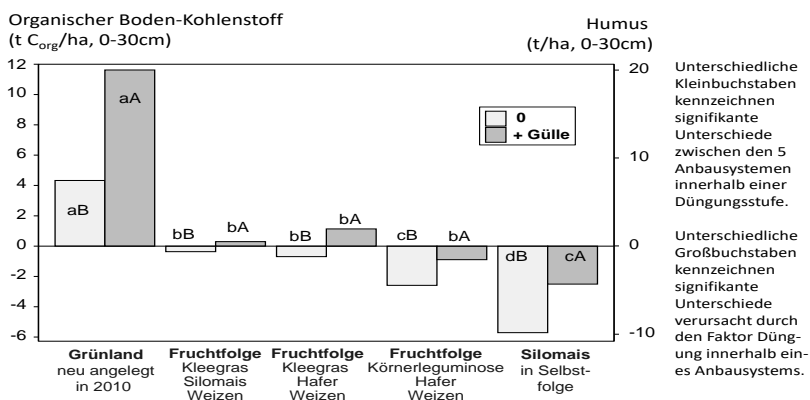 Organischer Boden-Kohlenstoff
(t Corg/ha, 0-30cm)
Humus
(t/ha, 0-30cm)
12
10
8
6
4
2
0
-2
-4
-6
20
10
0
-10
0
+ Gülle
aB
aA
bB
bA
bB
bA
cB
bA
dB
cA
Grünland
neu angelegt
in 2010
Fruchtfolge
Kleegras
Silomais
Weizen
Fruchtfolge
Kleegras
Hafer
Weizen
Fruchtfolge
Körnerleguminose
Hafer
Weizen
Silomais
in Selbst-
folge
Unterschiedliche
Kleinbuchstaben
kennzeichnen
signifikante
Unterschiede
zwischen den 5
Anbausystemen
innerhalb einer
Düngungsstufe.
Unterschiedliche
Großbuchstaben
kennzeichnen
signifikante
Unterschiede
verursacht durch
den Faktor Düng-
ung innerhalb ein-
es Anbausystems.